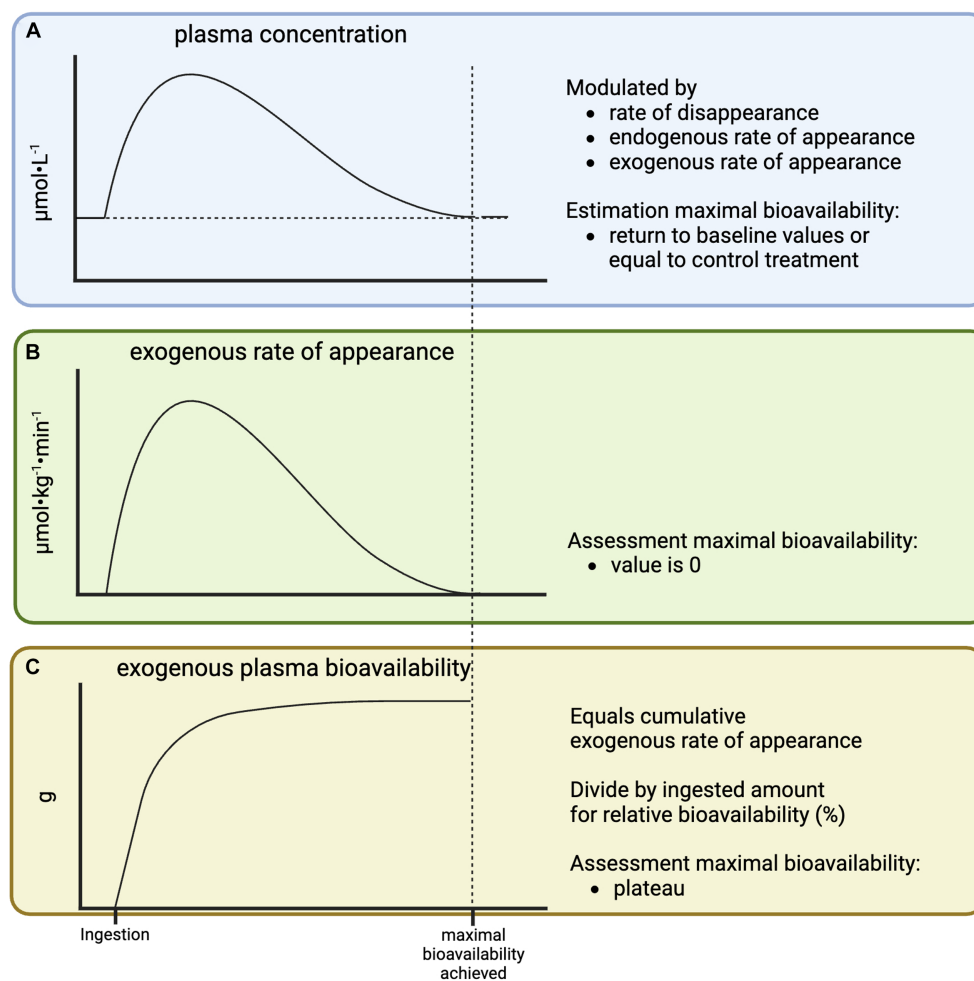 A
plasma concentration
µmol•L⁻¹
Modulated by
• rate of disappearance
• endogenous rate of appearance
• exogenous rate of appearance
Estimation maximal bioavailability:
• return to baseline values or
equal to control treatment
B
exogenous rate of appearance
µmol•kg⁻¹•min⁻¹
Assessment maximal bioavailability:
• value is 0
C
exogenous plasma bioavailability
g
Equals cumulative
exogenous rate of appearance
Divide by ingested amount
for relative bioavailability (%)
Assessment maximal bioavailability:
• plateau
Ingestion
maximal
bioavailability
achieved